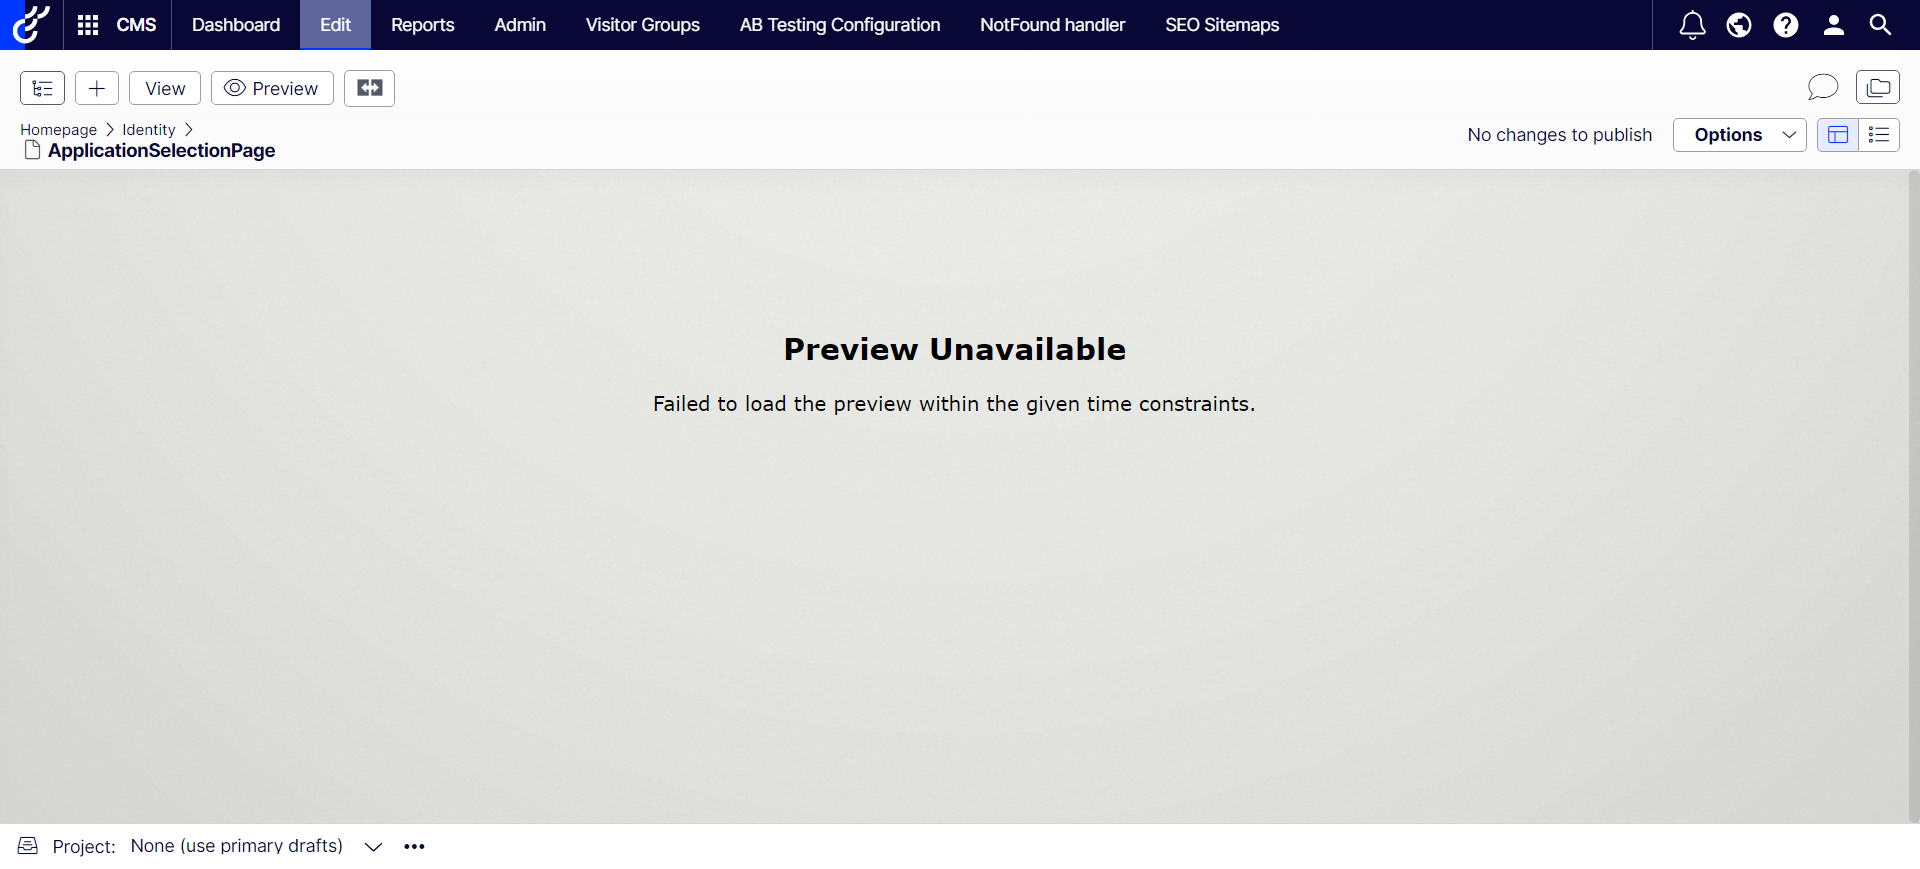 CMS Dashboard Edit Reports Admin Visitor Groups AB Testing Configuration NotFound handler SEO Sitemaps
View Preview
Homepage Identity
ApplicationSelectionPage
No changes to publish Options
Preview Unavailable
Failed to load the preview within the given time constraints.
Project: None (use primary drafts)